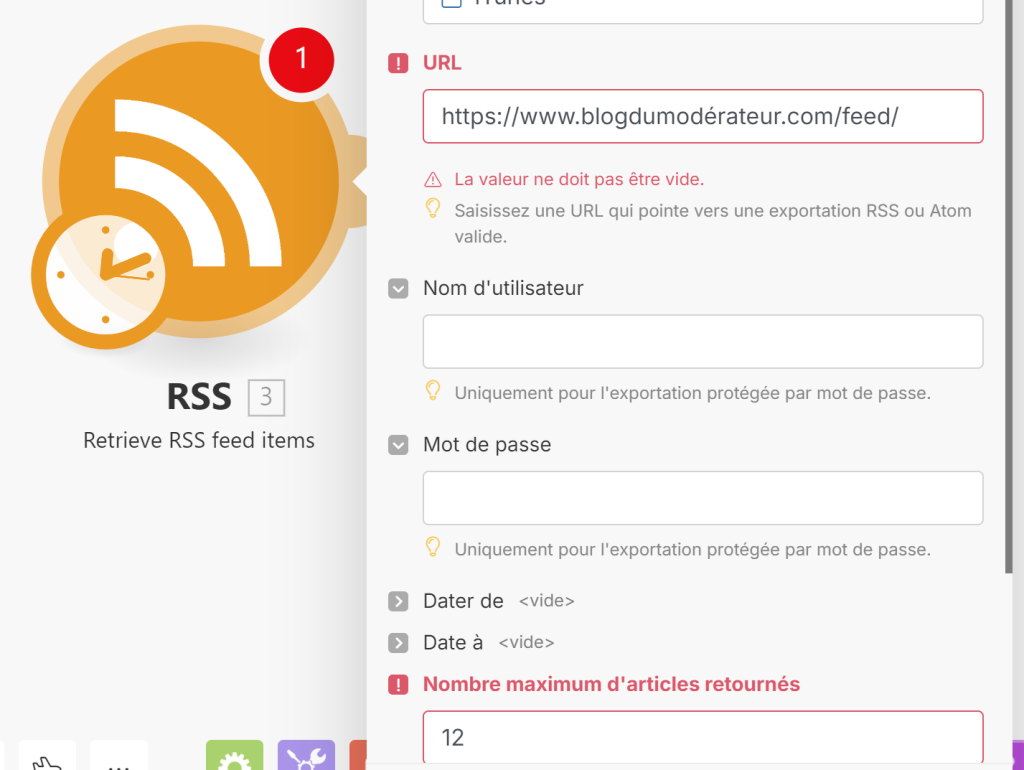 1
URL
https://www.blogdumodérateur.com/feed/
La valeur ne doit pas être vide.
Saisissez une URL qui pointe vers une exportation RSS ou Atom
valide.
Nom d'utilisateur
Uniquement pour l'exportation protégée par mot de passe.
RSS 3
Retrieve RSS feed items
Mot de passe
Uniquement pour l'exportation protégée par mot de passe.
Dater de <vide>
Date à <vide>
Nombre maximum d'articles retournés
12
...